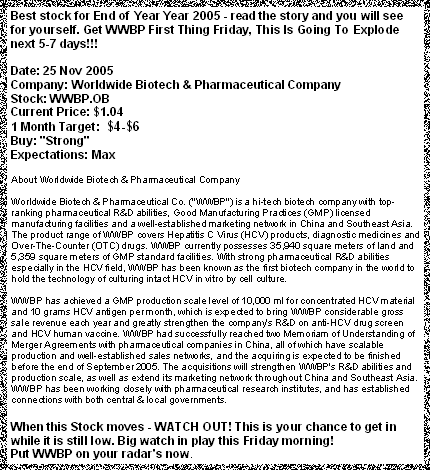 Best stock for End of Year Year 2005 - read the story and you will see
for yourself. Get WWBP First Thing Friday, This Is Going To Explode
next 5-7 days!!!
Date: 25 Nov 2005
Company: Worldwide Biotech & Pharmaceutical Company
Stock: WWBP.OB
Current Price: $1.04
1 Month Target: $4-$6
Buy: "Strong"
Expectations: Max
About Worldwide Biotech & Pharmaceutical Company
Worldwide Biotech & Pharmaceutical Co. ("WWBP") is a hi-tech biotech company with top-
ranking pharmaceutical R&D abilities, Good Manufacturing Practices (GMP) licensed
manufacturing facilities and a well-established marketing network in China and Southeast Asia.
The product range of WWBP covers Hepatitis C Virus (HCV) products, diagnostic medicines and
Over-The-Counter (OTC) drugs. WWBP currently possesses 35,940 square meters of land and
5,359 square meters of GMP standard facilities. With strong pharmaceutical R&D abilities
especially in the HCV field, WWBP has been known as the first biotech company in the world to
hold the technology of culturing intact HCV in vitro by cell culture.
WWBP has achieved a GMP production scale level of 10,000 ml for concentrated HCV material
and 10 grams HCV antigen permonth, which is expected to bring WWBP considerable gross
sale revenue each year and greatly strengthen the company's R&D on anti-HCV drug screen
and HCV human vaccine. WWBP had successfully reached two Memoriam of Understanding of
Merger Agreements with pharmaceutical companies in China, all of which have scalable
production and well-established sales networks, and the acquiring is expected to be finished
before the end of September 2005. The acquisitions will strengthen WWBP's R&D abilities and
production scale, as well as extend its marketing network throughout China and Southeast Asia.
WWBP has been working closely with pharmaceutical research institutes, and has established
connections with both central & local governments.
When this Stock moves - WATCH OUT! This is your chance to get in
while it is still low. Big watch in play this Friday morning!
Put WWBP on your radar's now.